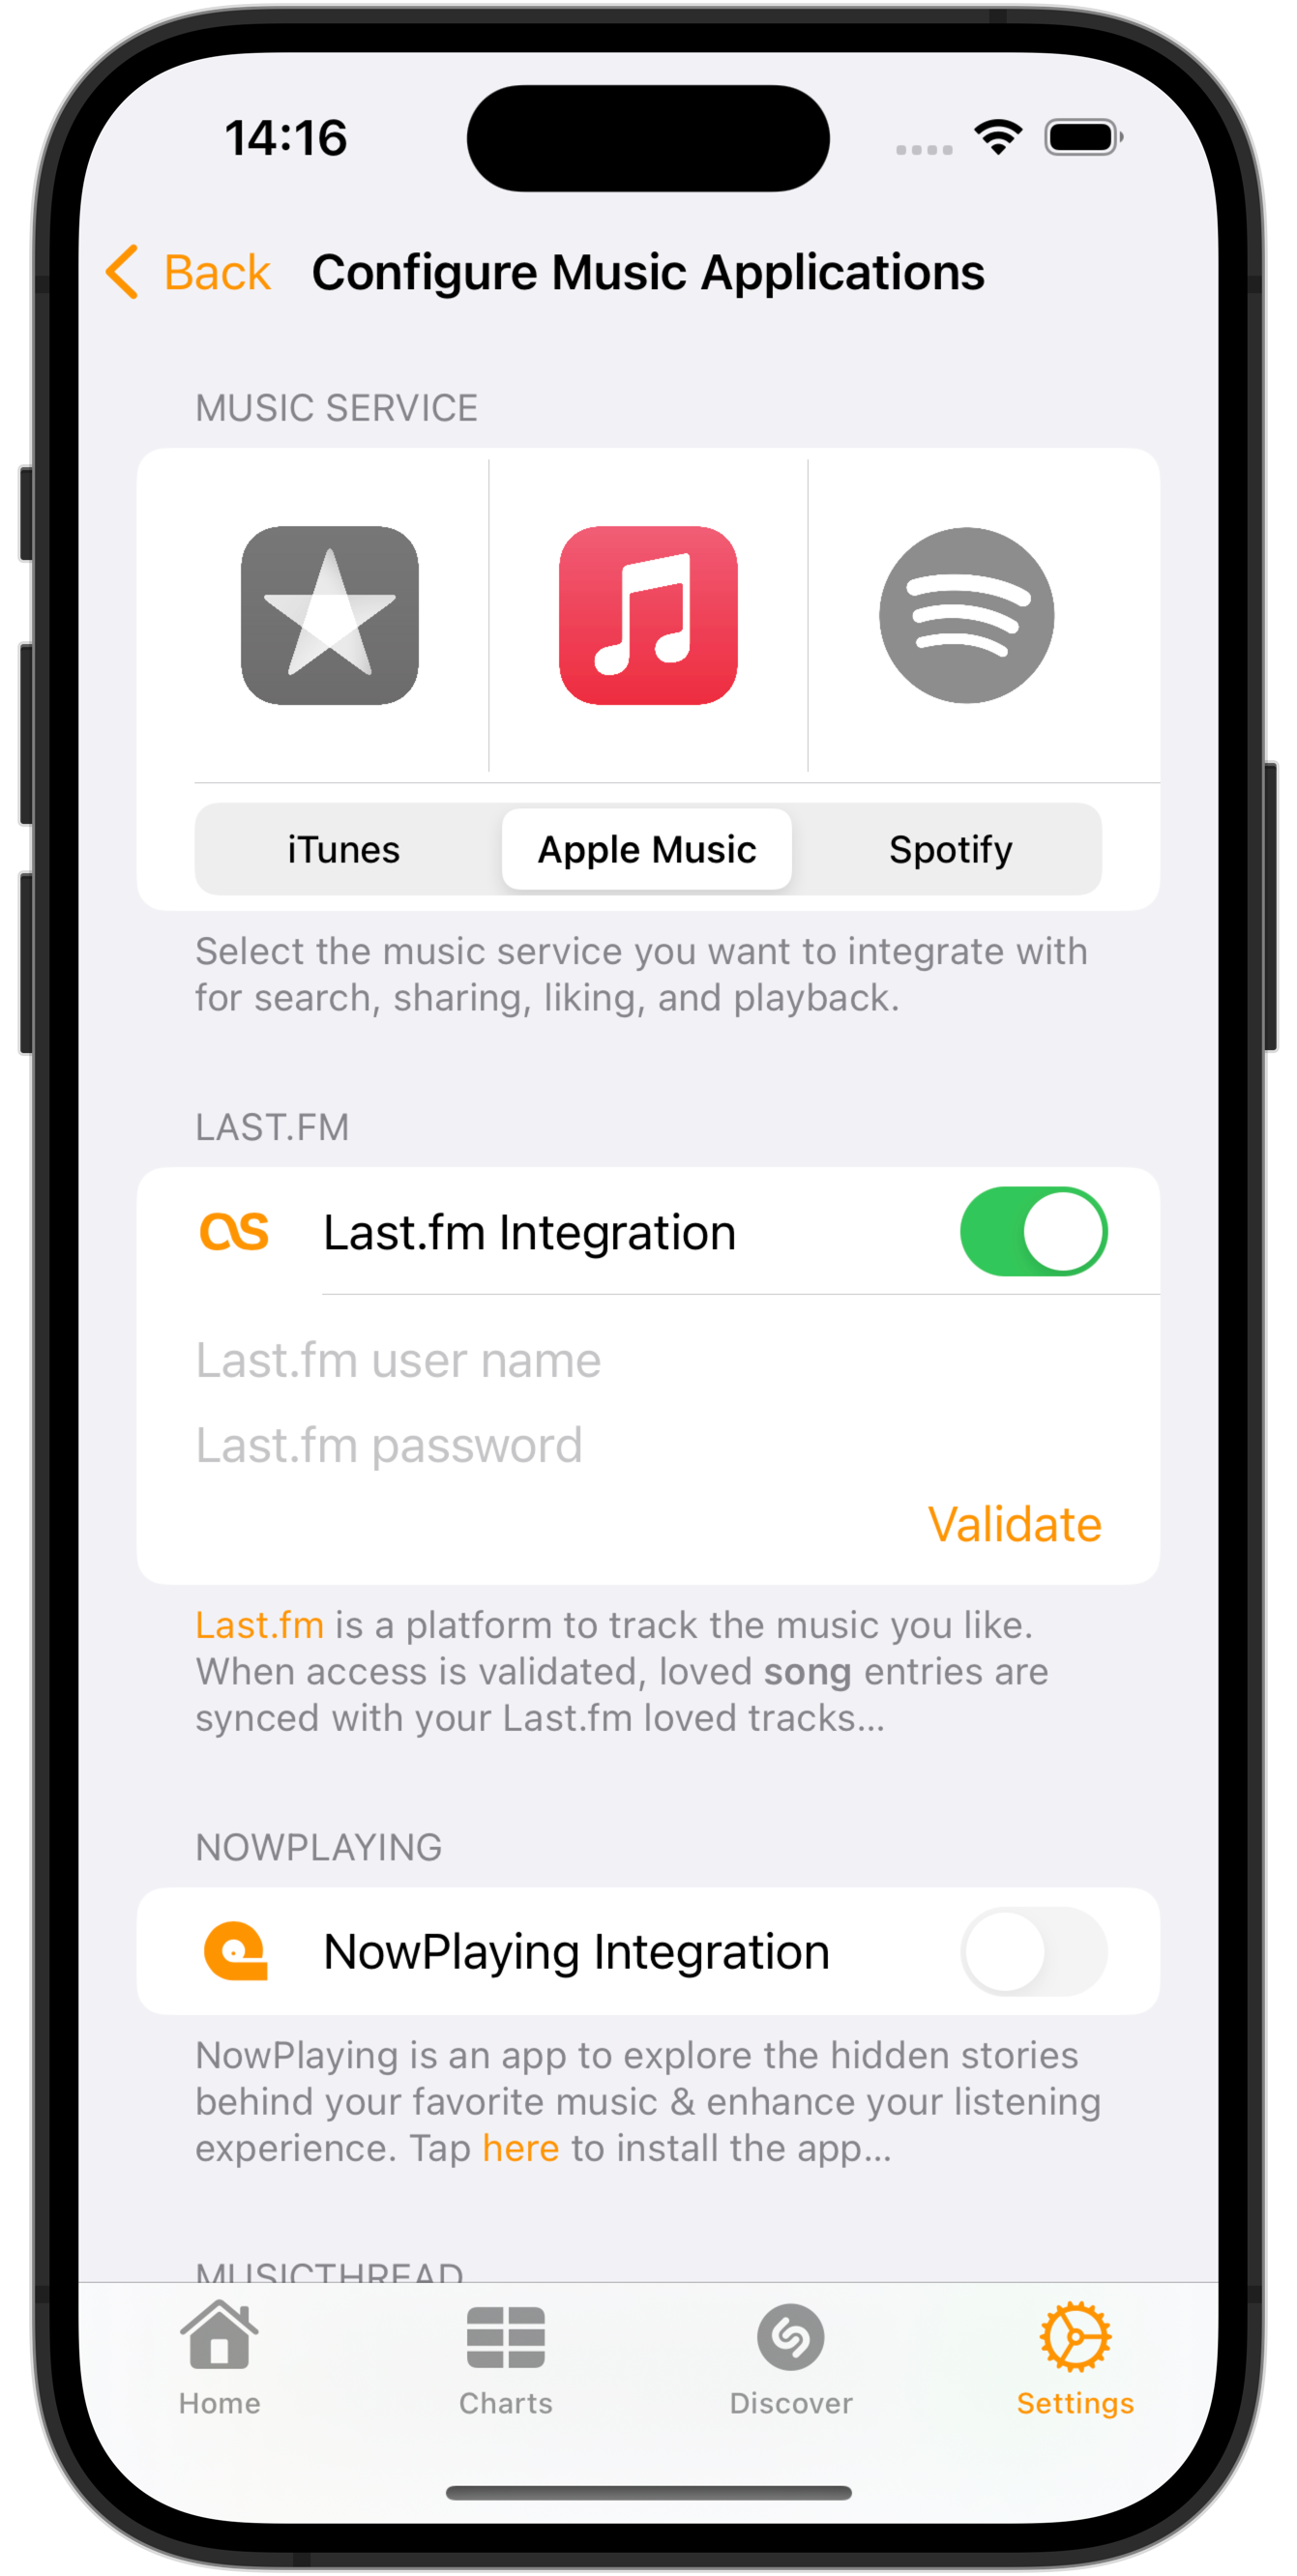 14:16
Back
Configure Music Applications
MUSIC SERVICE
iTunes
Apple Music
Spotify
Select the music service you want to integrate with
for search, sharing, liking, and playback.
LAST.FM
Last.fm Integration
Last.fm user name
Last.fm password
Validate
Last.fm is a platform to track the music you like.
When access is validated, loved song entries are
synced with your Last.fm loved tracks...
NOWPLAYING
NowPlaying Integration
NowPlaying is an app to explore the hidden stories
behind your favorite music & enhance your listening
experience. Tap here to install the app...
MUSICTHREAD
Home
Charts
Discover
Settings